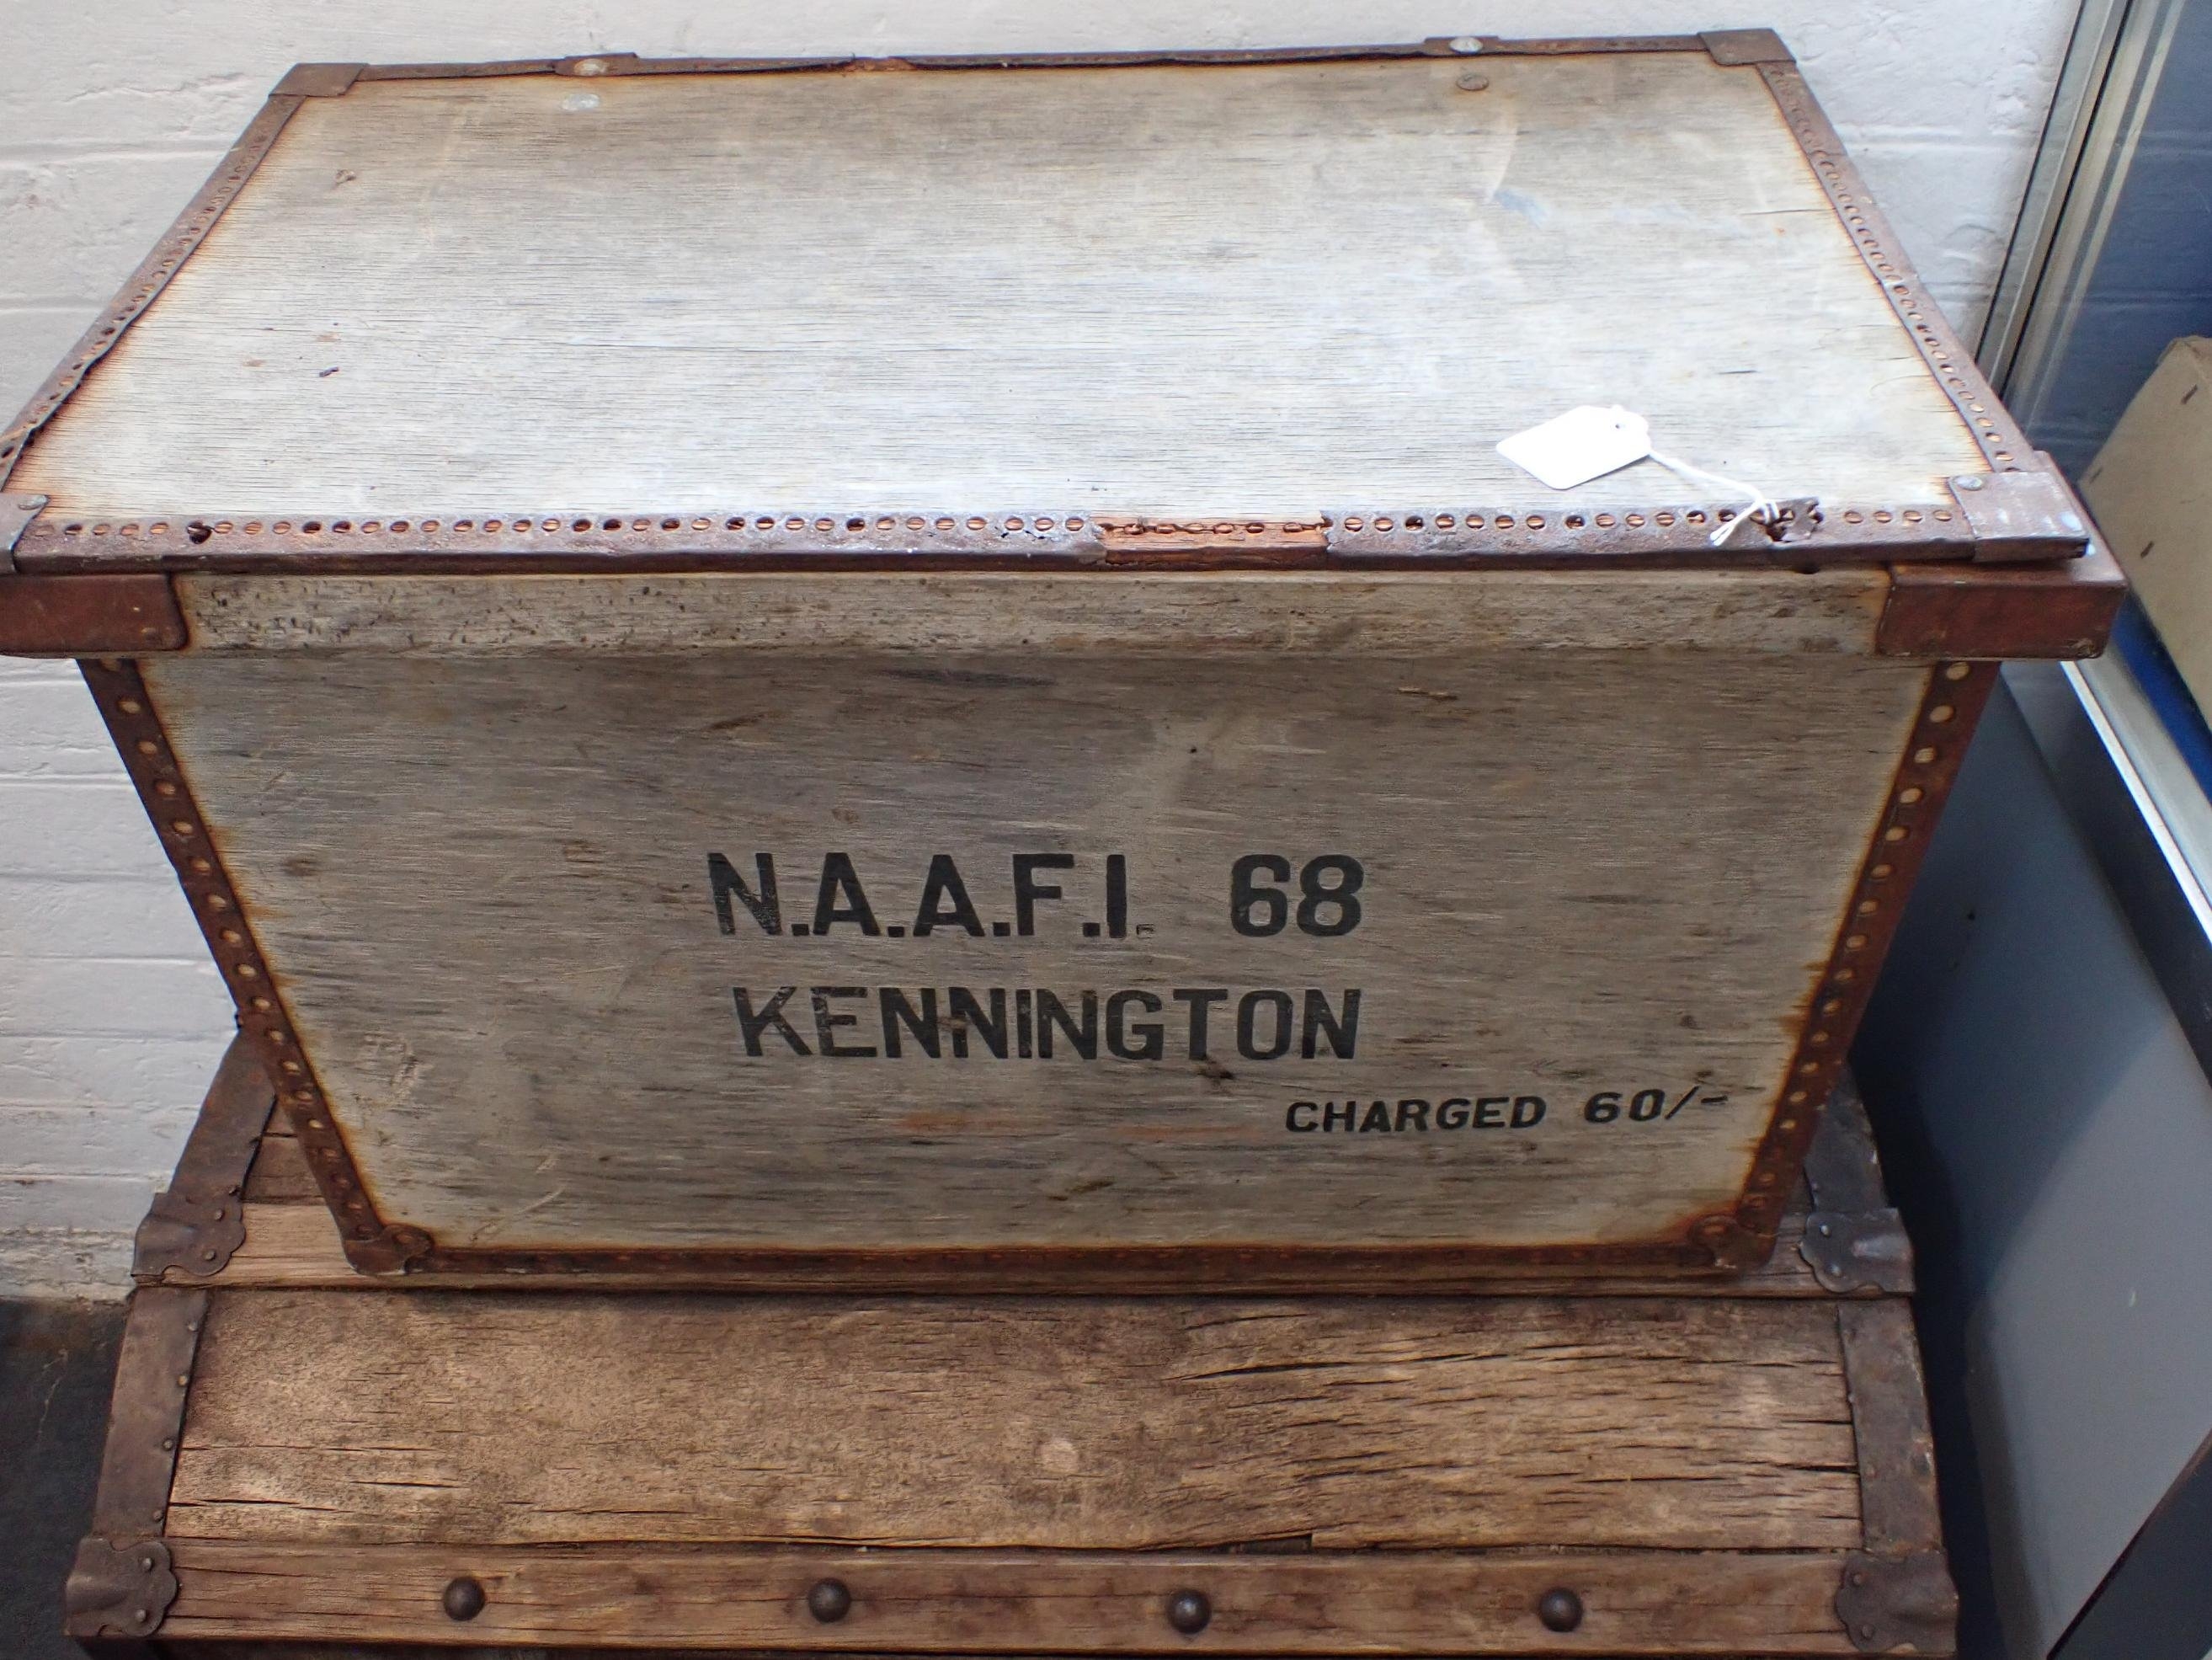 N.A.A.F.I. 68
KENNINGTON
CHARGED 60/-